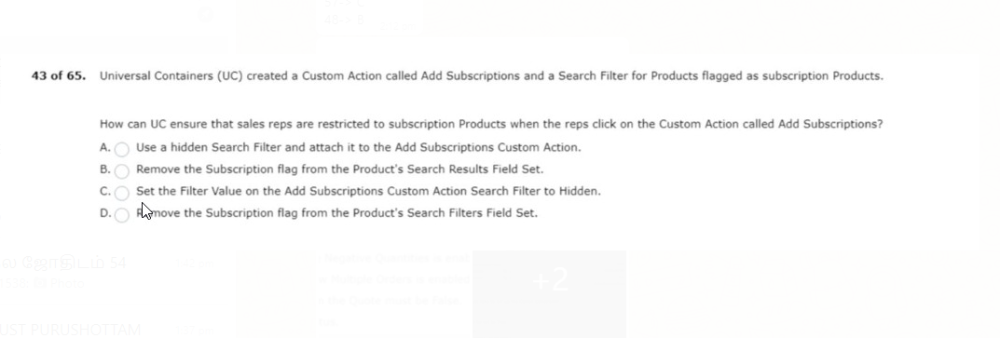 43 of 65. Universal Containers (UC) created a Custom Action called Add Subscriptions and a Search Filter for Products flagged as subscription Products.
How can UC ensure that sales reps are restricted to subscription Products when the reps click on the Custom Action called Add Subscriptions?
A. Use a hidden Search Filter and attach it to the Add Subscriptions Custom Action.
B. Remove the Subscription flag from the Product's Search Results Field Set.
C. Set the Filter Value on the Add Subscriptions Custom Action Search Filter to Hidden.
D. Remove the Subscription flag from the Product's Search Filters Field Set.
54
+2
UST PURUSHOTTAM